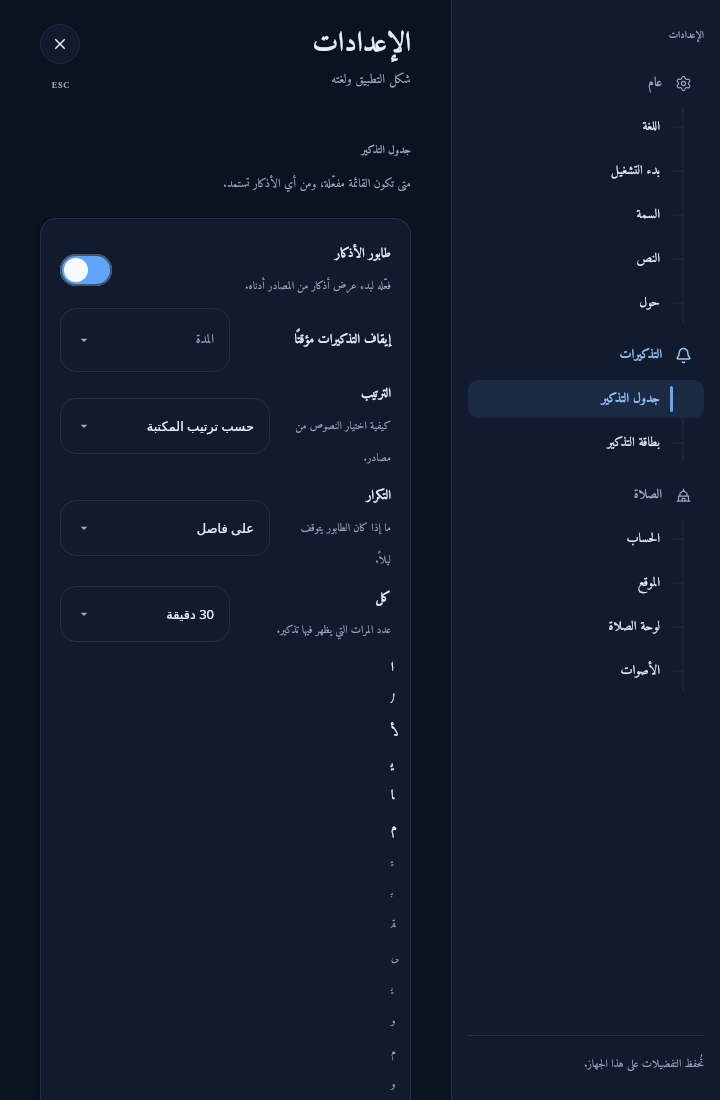 الإعدادات
عام
اللغة
بدء التشغيل
السمة
النص
حول
التذكيرات
جدول التذكير
بطاقة التذكير
الصلاة
الحساب
الموقع
لوحة الصلاة
الأصوات
تُحفظ التفضيلات على هذا الجهاز.
الإعدادات
شكل التطبيق ولغته
ESC
جدول التذكير
متى تكون القائمة مفعّلة، ومن أي الأذكار تستمد.
طابور الأذكار
فعّله لبدء عرض أذكار من المصادر أدناه.
إيقاف التذكيرات مؤقتًا
المدة
الترتيب
كيفية اختيار النصوص من
مصادر.
حسب ترتيب المكتبة
التكرار
ما إذا كان الطابور يتوقف
ليلاً.
على فاصل
كل
عدد المرات التي يظهر فيها تذكير.
30 دقيقة
ا
ل
أ
ي
ا
م
ي
ب
ق
ى
ي
و
م
و